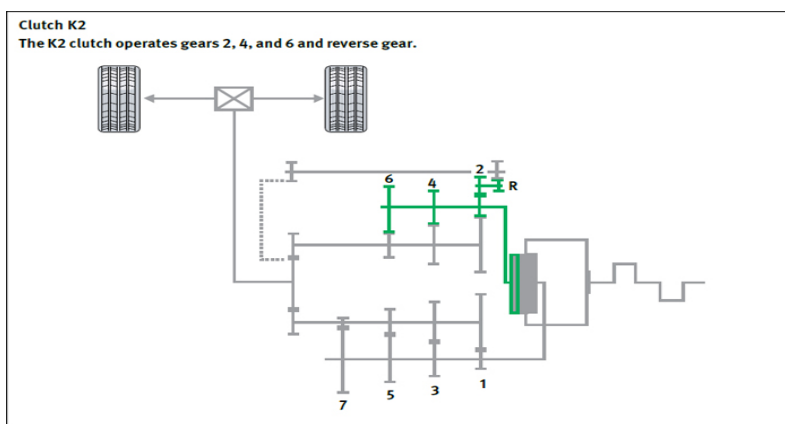 Clutch K2
The K2 clutch operates gears 2, 4, and 6 and reverse gear.
2
6
4
R
1
3
5
7